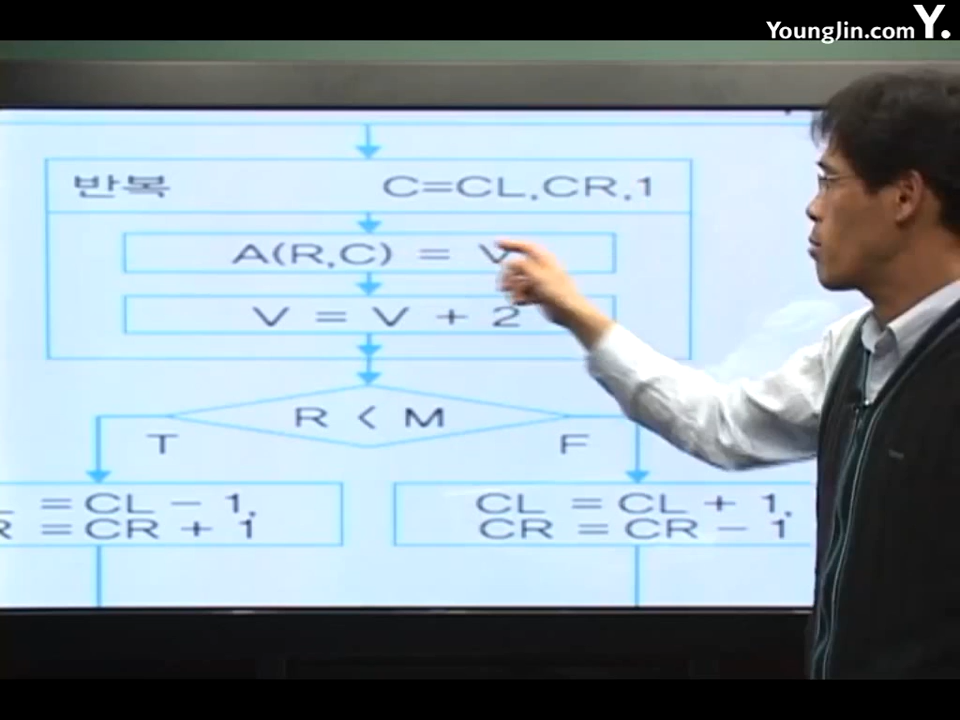 YoungJin.com Y.
반복 C=CL,CR,1
A(R,C) = V
V = V + 2
R < M
T F
L =CL - 1,
R =CR + 1
CL =CL + 1,
CR =CR - 1